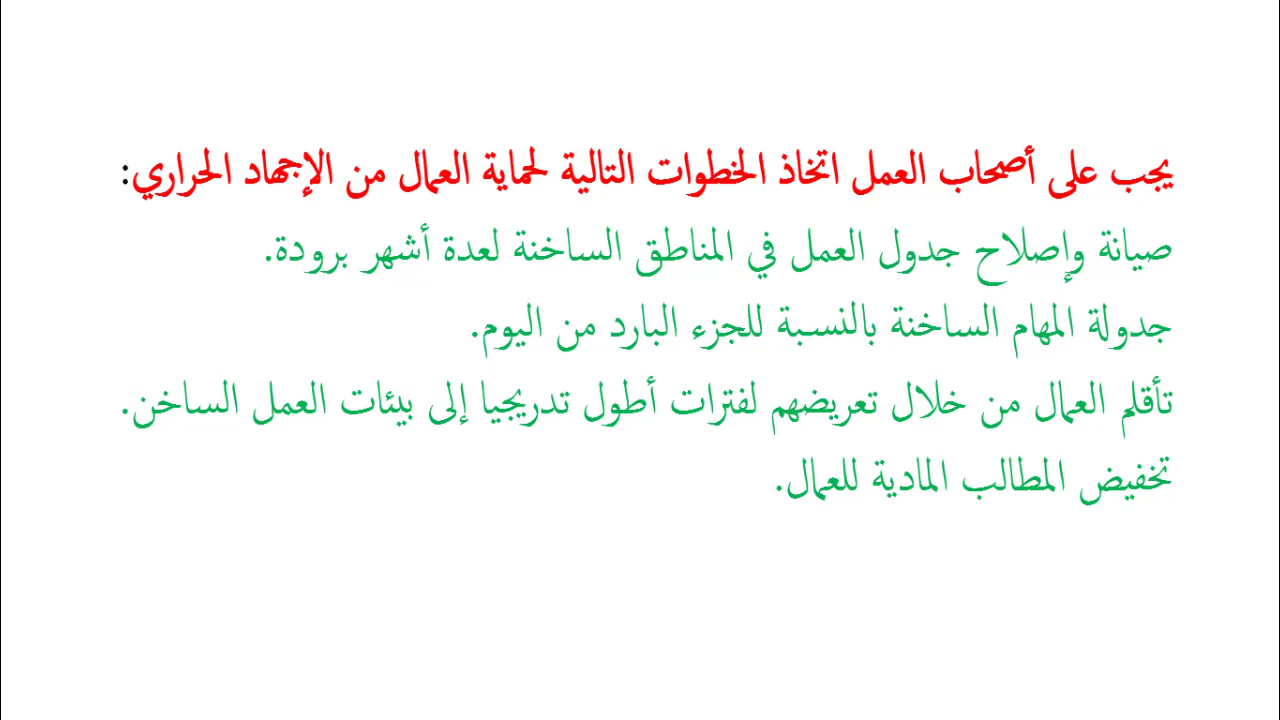 يجب على أصحاب العمل اتخاذ الخطوات التالية لحماية العمال من الإجهاد الحراري:
صيانة وإصلاح جدول العمل في المناطق الساخنة لعدة أشهر برودة.
جدولة المهام الساخنة بالنسبة للجزء البارد من اليوم.
تأقلم العمال من خلال تعريضهم لفترات أطول تدريجيا إلى بيئات العمل الساخن.
تخفيض المطالب المادية للعمال.